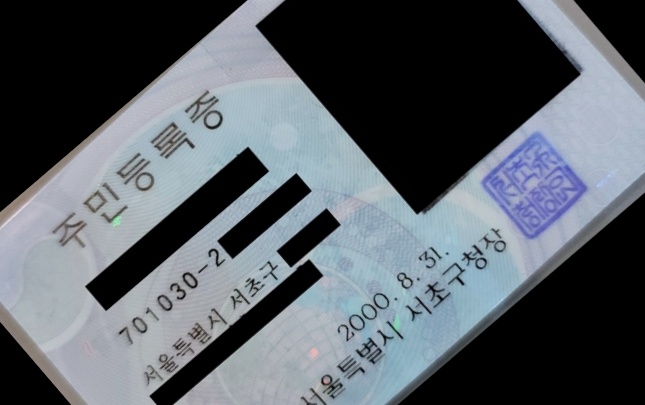 주민등록증
701030-2
서울특별시 서초구
2000. 8. 31.
서울특별시 서초구청장